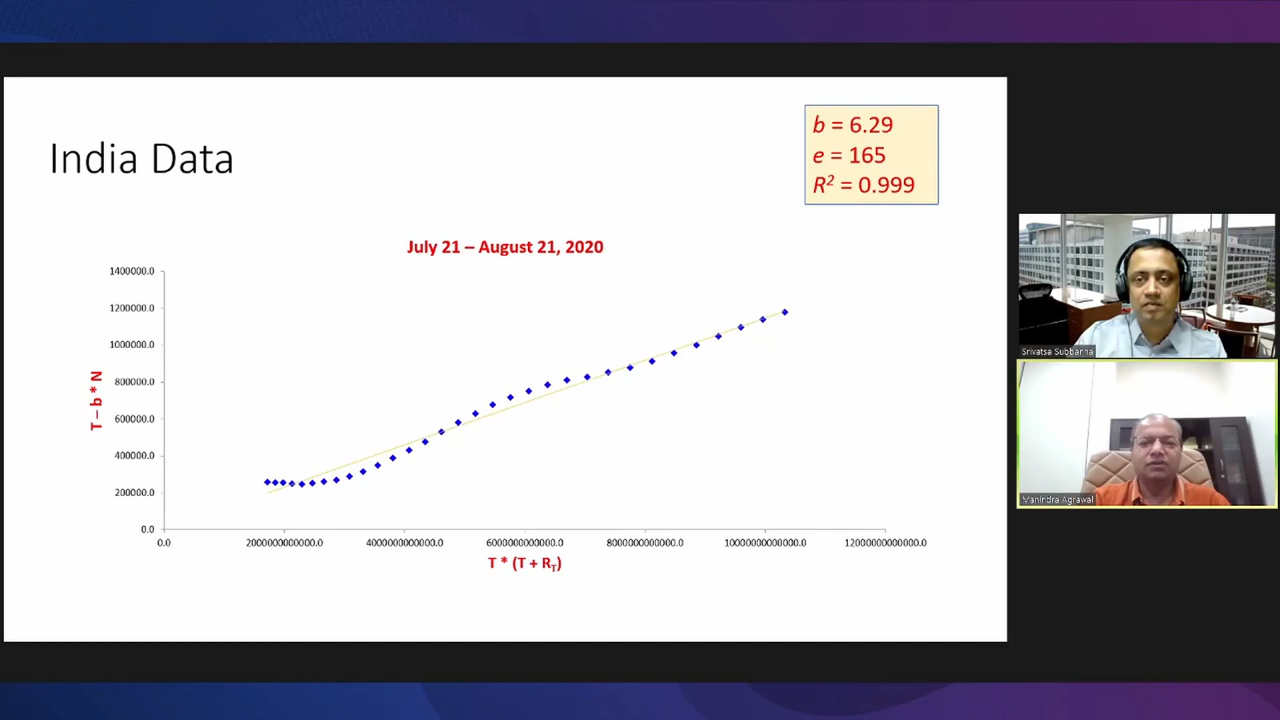 India Data
b = 6.29
e = 165
R² = 0.999
July 21 – August 21, 2020
1400000.0
1200000.0
1000000.0
800000.0
600000.0
400000.0
200000.0
0.0
T – b * N
0.0 2000000000000.0 4000000000000.0 6000000000000.0 8000000000000.0 10000000000000.0 12000000000000.0
T * (T + R_T)
Srivatsa Subbanna
Manindra Agrawal